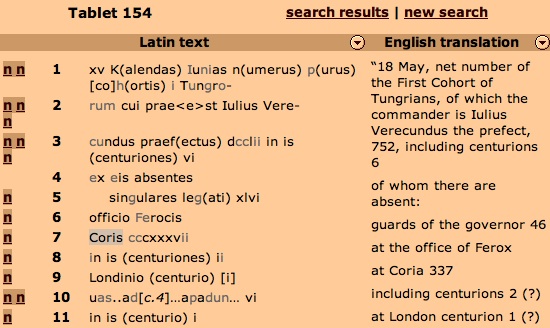 Tablet 154
search results | new search
Latin text
English translation
n n 1 xv K(alendas) Iunias n(umerus) p(urus)
[co]h(ortis) i Tungro-
n n 2 rum cui prae<e>st Iulius Vere-
n
n n 3 cundus praef(ectus) dcclii in is
n (centuriones) vi
4 ex eis absentes
n 5 singulares leg(ati) xlvi
n 6 officio Ferocis
n 7 Coris cccxxxvii
n 8 in is (centuriones) ii
n 9 Londinio (centurio) [i]
n n 10 uas..ad[c.4]...apadun... vi
n 11 in is (centurio) i
“18 May, net number of
the First Cohort of
Tungrians, of which the
commander is Iulius
Verecundus the prefect,
752, including centurions
6
of whom there are
absent:
guards of the governor 46
at the office of Ferox
at Coria 337
including centurions 2 (?)
at London centurion 1 (?)